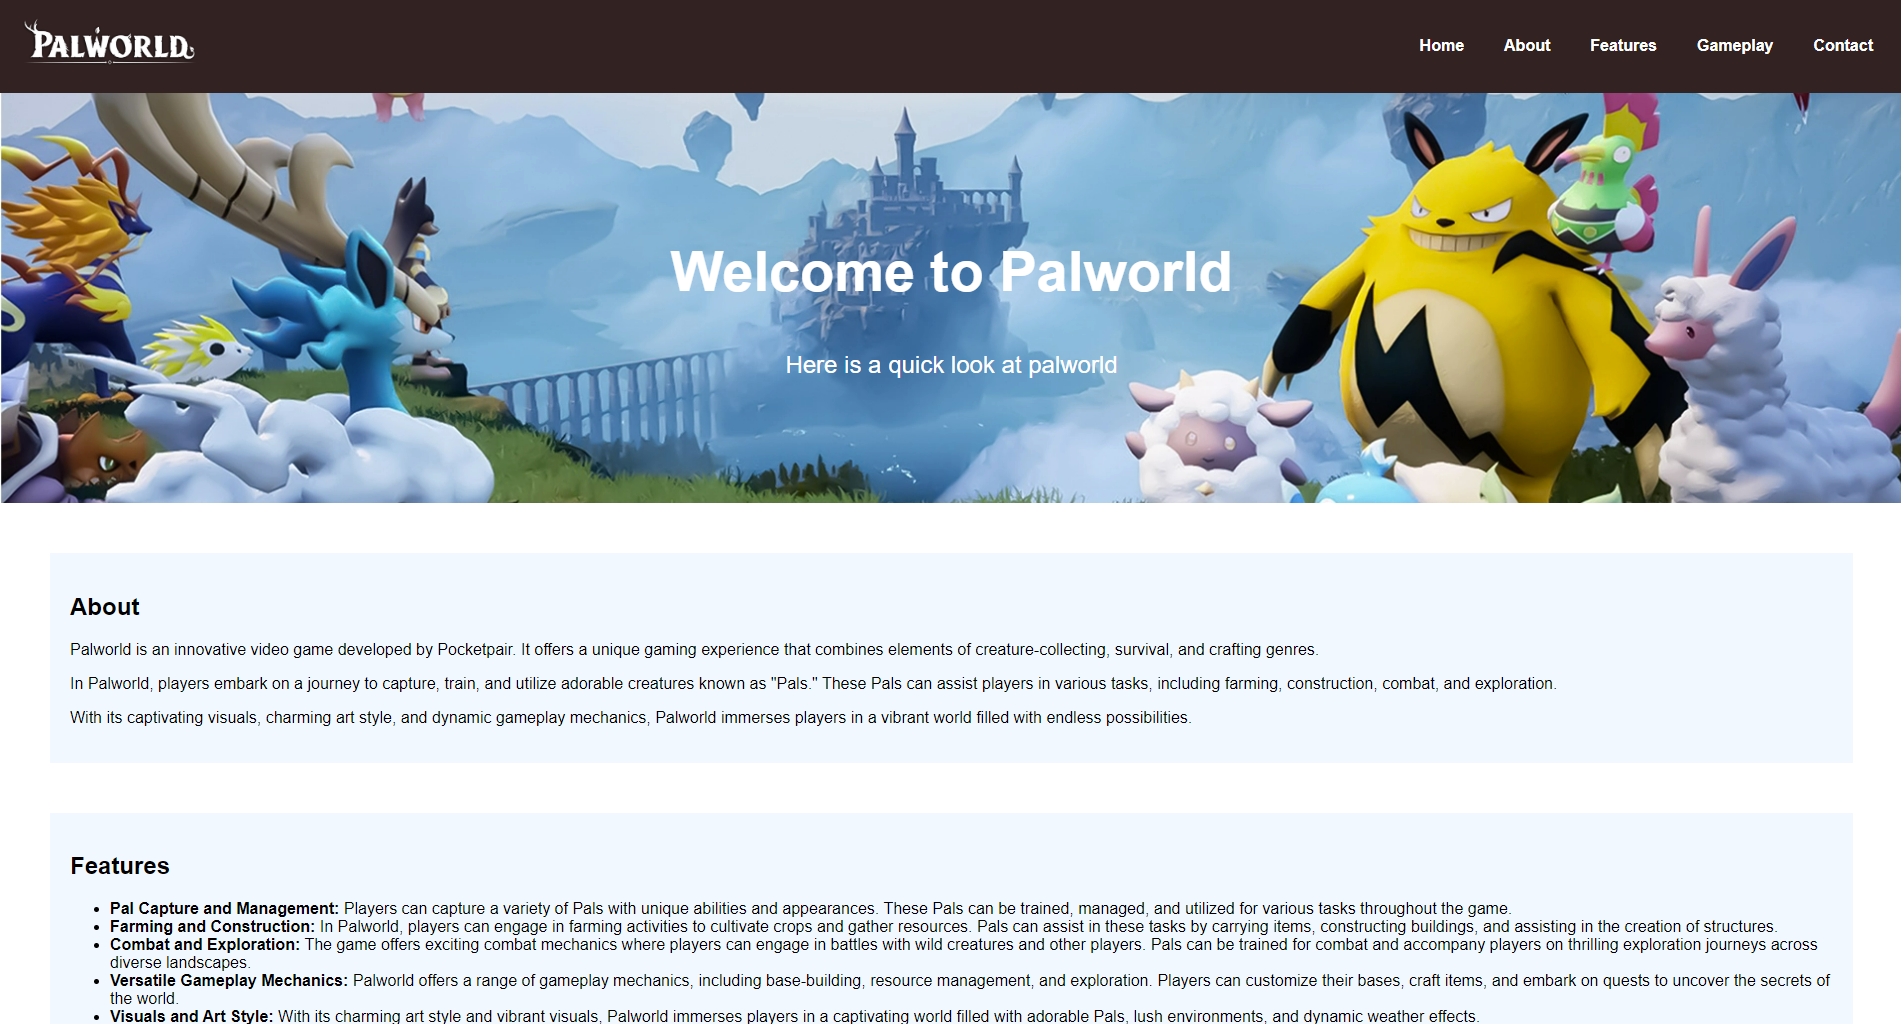 PALWORLD
Home About Features Gameplay Contact
Welcome to Palworld
Here is a quick look at palworld
About
Palworld is an innovative video game developed by Pocketpair. It offers a unique gaming experience that combines elements of creature-collecting, survival, and crafting genres.
In Palworld, players embark on a journey to capture, train, and utilize adorable creatures known as "Pals." These Pals can assist players in various tasks, including farming, construction, combat, and exploration.
With its captivating visuals, charming art style, and dynamic gameplay mechanics, Palworld immerses players in a vibrant world filled with endless possibilities.
Features
• Pal Capture and Management: Players can capture a variety of Pals with unique abilities and appearances. These Pals can be trained, managed, and utilized for various tasks throughout the game.
• Farming and Construction: In Palworld, players can engage in farming activities to cultivate crops and gather resources. Pals can assist in these tasks by carrying items, constructing buildings, and assisting in the creation of structures.
• Combat and Exploration: The game offers exciting combat mechanics where players can engage in battles with wild creatures and other players. Pals can be trained for combat and accompany players on thrilling exploration journeys across
diverse landscapes.
• Versatile Gameplay Mechanics: Palworld offers a range of gameplay mechanics, including base-building, resource management, and exploration. Players can customize their bases, craft items, and embark on quests to uncover the secrets of
the world.
• Visuals and Art Style: With its charming art style and vibrant visuals, Palworld immerses players in a captivating world filled with adorable Pals, lush environments, and dynamic weather effects.